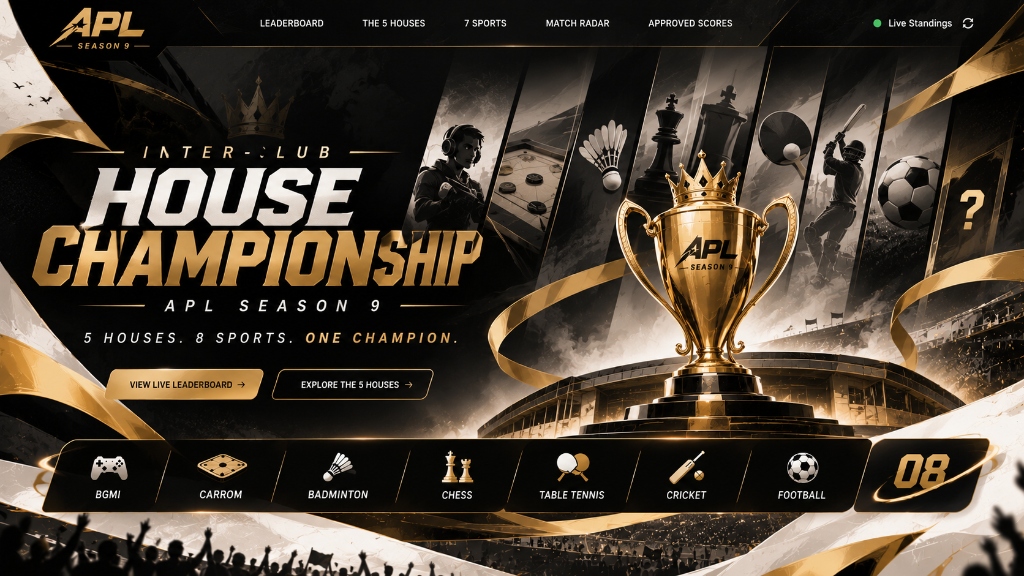 APL
SEASON 9
LEADERBOARD
THE 5 HOUSES
7 SPORTS
MATCH RADAR
APPROVED SCORES
Live Standings
INTER-CLUB
HOUSE
CHAMPIONSHIP
APL SEASON 9
5 HOUSES. 8 SPORTS. ONE CHAMPION.
VIEW LIVE LEADERBOARD →
EXPLORE THE 5 HOUSES →
?
APL
SEASON 9
BGMI
CARROM
BADMINTON
CHESS
TABLE TENNIS
CRICKET
FOOTBALL
08